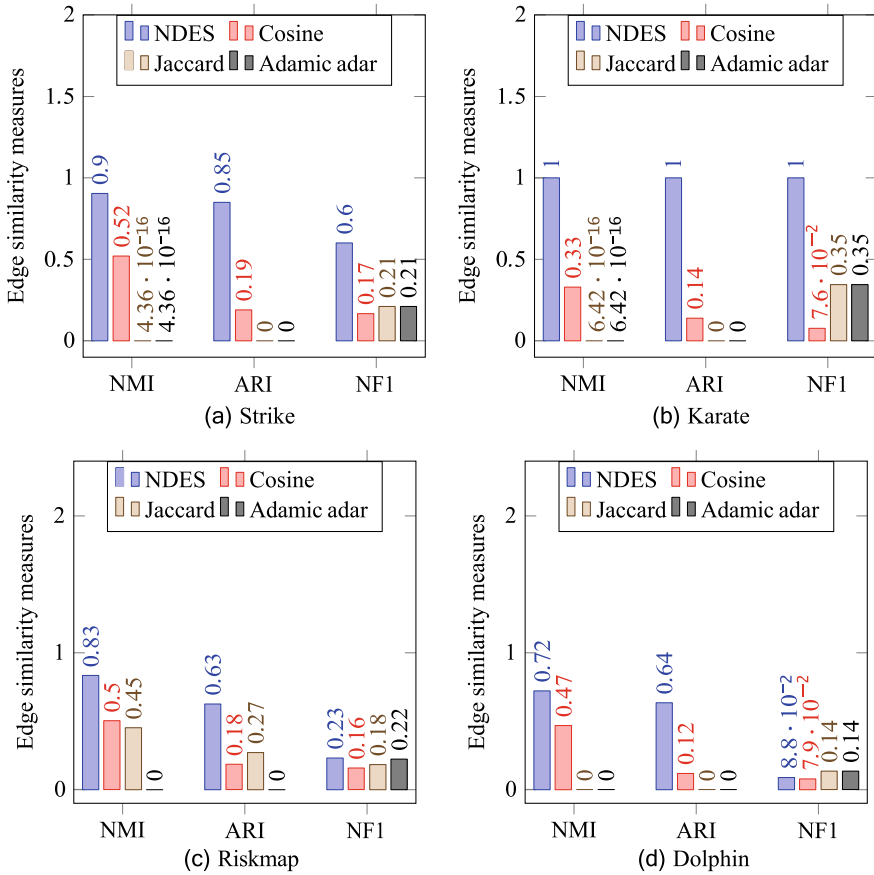 NDES Cosine
Jaccard Adamic adar
Edge similarity measures
2
1.5
1
0.5
0
0.9
0.52
4.36 · 10⁻¹⁶
4.36 · 10⁻¹⁶
0.85
0.19
0
0
0.6
0.17
0.21
0.21
NMI ARI NF1
(a) Strike
NDES Cosine
Jaccard Adamic adar
Edge similarity measures
2
1.5
1
0.5
0
1
0.33
6.42 · 10⁻¹⁶
6.42 · 10⁻¹⁶
1
0.14
0
0
1
7.6 · 10⁻²
0.35
0.35
NMI ARI NF1
(b) Karate
NDES Cosine
Jaccard Adamic adar
Edge similarity measures
2
1
0
0.83
0.5
0.45
0
0.63
0.18
0.27
0
0.23
0.16
0.18
0.22
NMI ARI NF1
(c) Riskmap
NDES Cosine
Jaccard Adamic adar
Edge similarity measures
2
1
0
0.72
0.47
0
0
0.64
0.12
0
0
8.8 · 10⁻²
7.9 · 10⁻²
0.14
0.14
NMI ARI NF1
(d) Dolphin